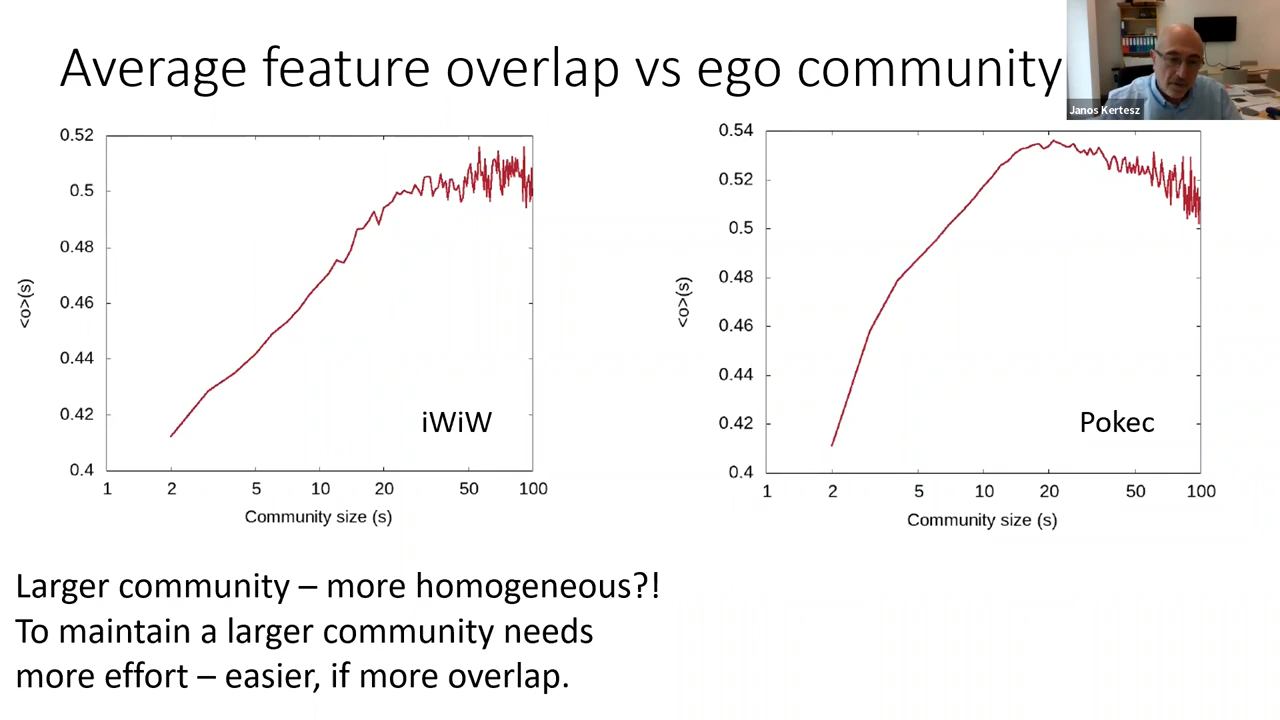 Average feature overlap vs ego community
Janos Kertesz
0.52
0.5
0.48
0.46
0.44
0.42
0.4
<o>(s)
1 2 5 10 20 50 100
Community size (s)
iWiW
0.54
0.52
0.5
0.48
0.46
0.44
0.42
0.4
<o>(s)
1 2 5 10 20 50 100
Community size (s)
Pokec
Larger community – more homogeneous?!
To maintain a larger community needs
more effort – easier, if more overlap.